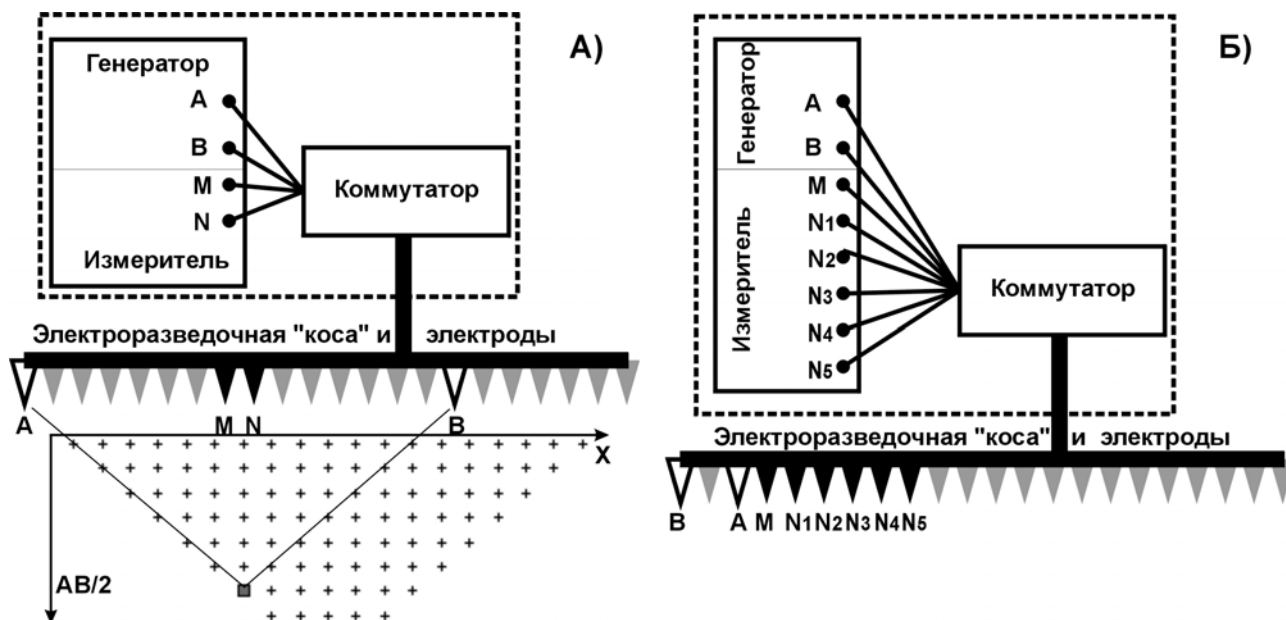 А)
Генератор
A
B
M
N
Измеритель
Коммутатор
Электроразведочная "коса" и электроды
A
M
N
B
X
AB/2
Б)
Генератор
A
B
Измеритель
M
N1
N2
N3
N4
N5
Коммутатор
Электроразведочная "коса" и электроды
B
A
M
N1
N2
N3
N4
N5